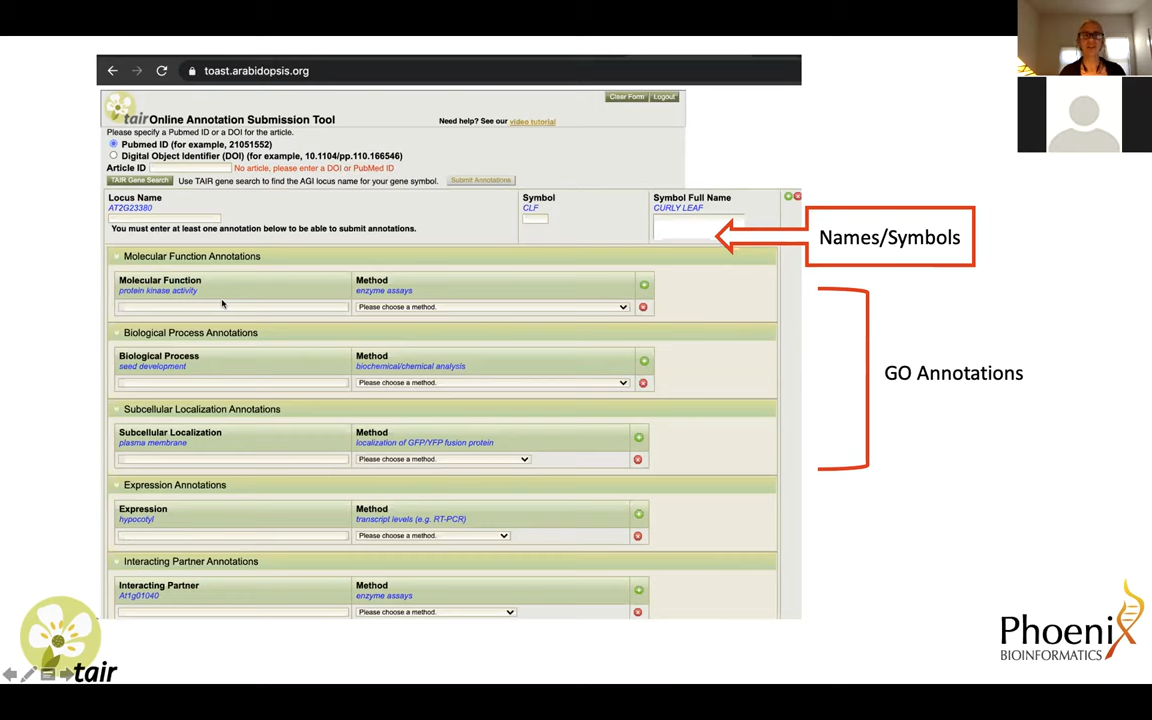 toast.arabidopsis.org
Clear Form Logout
tair Online Annotation Submission Tool
Need help? See our video tutorial
Please specify a Pubmed ID or a DOI for the article.
Pubmed ID (for example, 21051552)
Digital Object Identifier (DOI) (for example, 10.1104/pp.110.166546)
Article ID No article, please enter a DOI or PubMed ID
TAIR Gene Search Use TAIR gene search to find the AGI locus name for your gene symbol. Submit Annotations
Locus Name Symbol Symbol Full Name
AT2G23380 CLF CURLY LEAF
You must enter at least one annotation below to be able to submit annotations.
Names/Symbols
Molecular Function Annotations
Molecular Function Method
protein kinase activity enzyme assays
Please choose a method.
Biological Process Annotations
Biological Process Method
seed development biochemical/chemical analysis
Please choose a method.
GO Annotations
Subcellular Localization Annotations
Subcellular Localization Method
plasma membrane localization of GFP/YFP fusion protein
Please choose a method.
Expression Annotations
Expression Method
hypocotyl transcript levels (e.g. RT-PCR)
Please choose a method.
Interacting Partner Annotations
Interacting Partner Method
At1g01040 enzyme assays
Please choose a method.
tair
Phoenix
BIOINFORMATICS